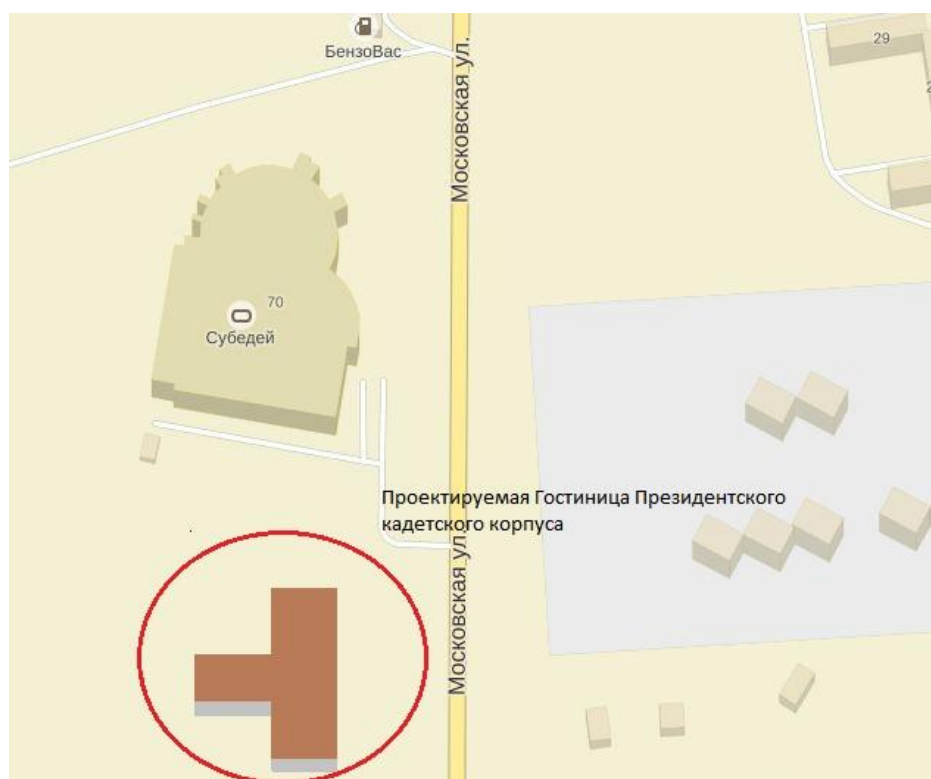 БензоВас
Московская ул.
29
70
Субедей
Проектируемая Гостиница Президентского
кадетского корпуса
Московская ул.